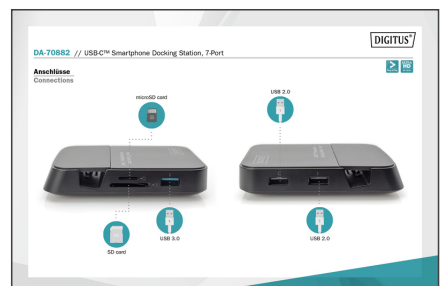 DIGITUS®
DA-70882 // USB-C™ Smartphone Docking Station, 7-Port
Anschlüsse
Connections
microSD card
USB 2.0
SD card
USB 3.0
USB 2.0